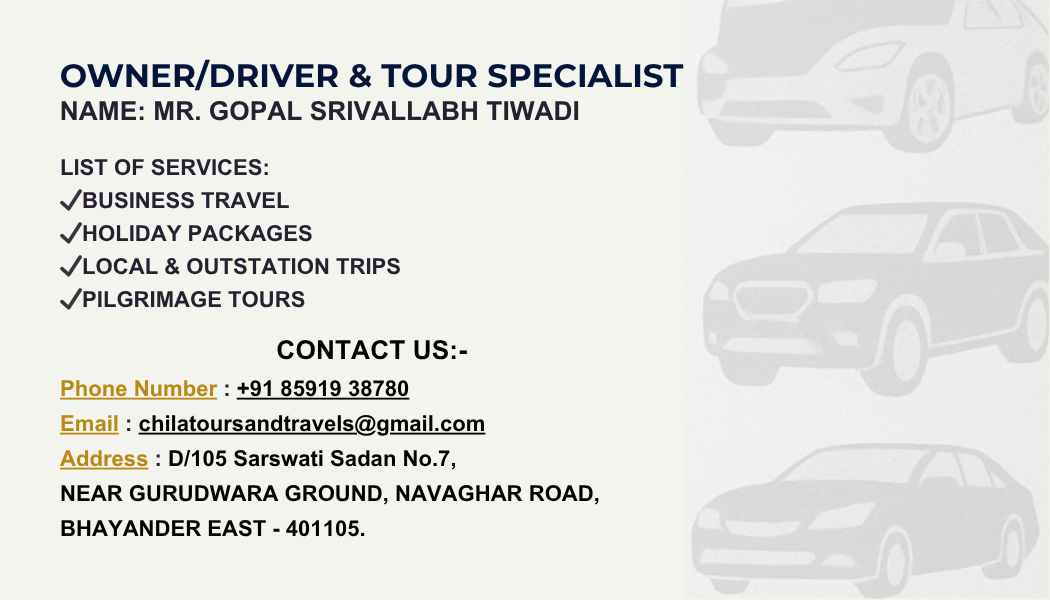 OWNER/DRIVER & TOUR SPECIALIST
NAME: MR. GOPAL SRIVALLABH TIWADI
LIST OF SERVICES:
✓BUSINESS TRAVEL
✓HOLIDAY PACKAGES
✓LOCAL & OUTSTATION TRIPS
✓PILGRIMAGE TOURS
CONTACT US:-
Phone Number : +91 85919 38780
Email : chilatoursandtravels@gmail.com
Address : D/105 Sarswati Sadan No.7,
NEAR GURUDWARA GROUND, NAVAGHAR ROAD,
BHAYANDER EAST - 401105.